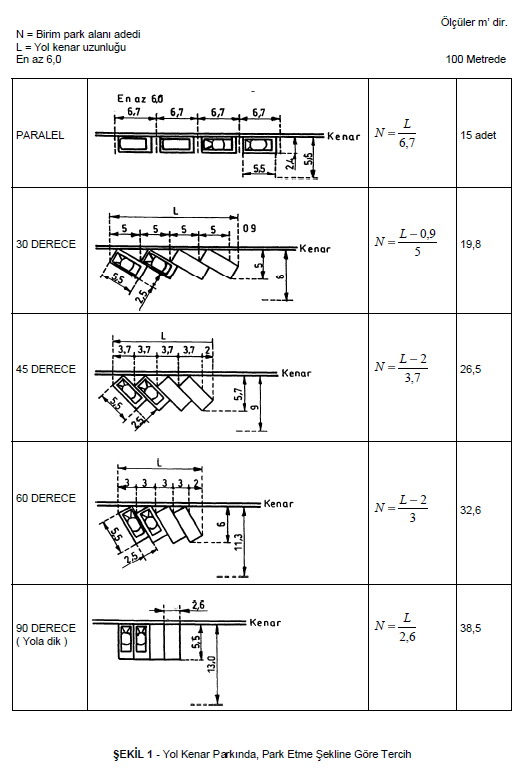 Ölçüler m' dir.
N = Birim park alanı adedi
L = Yol kenar uzunluğu
En az 6,0
100 Metrede
PARALEL
En az 6,0
6,7 6,7 6,7 6,7
Kenar
5,5
2,4
5,6
N = L / 6,7
15 adet
30 DERECE
L
5 5 5 5 0 9
Kenar
5,5
2,5
5
6
N = L – 0,9 / 5
19,8
45 DERECE
L
3,7 3,7 3,7 3,7 2
Kenar
5,5
2,5
5,7
9
N = L – 2 / 3,7
26,5
60 DERECE
L
3 3 3 3 2
Kenar
5,5
2,5
6
11,3
N = L – 2 / 3
32,6
90 DERECE
( Yola dik )
2,6
Kenar
5,5
13,0
N = L / 2,6
38,5
ŞEKİL 1 - Yol Kenar Parkında, Park Etme Şekline Göre Tercih